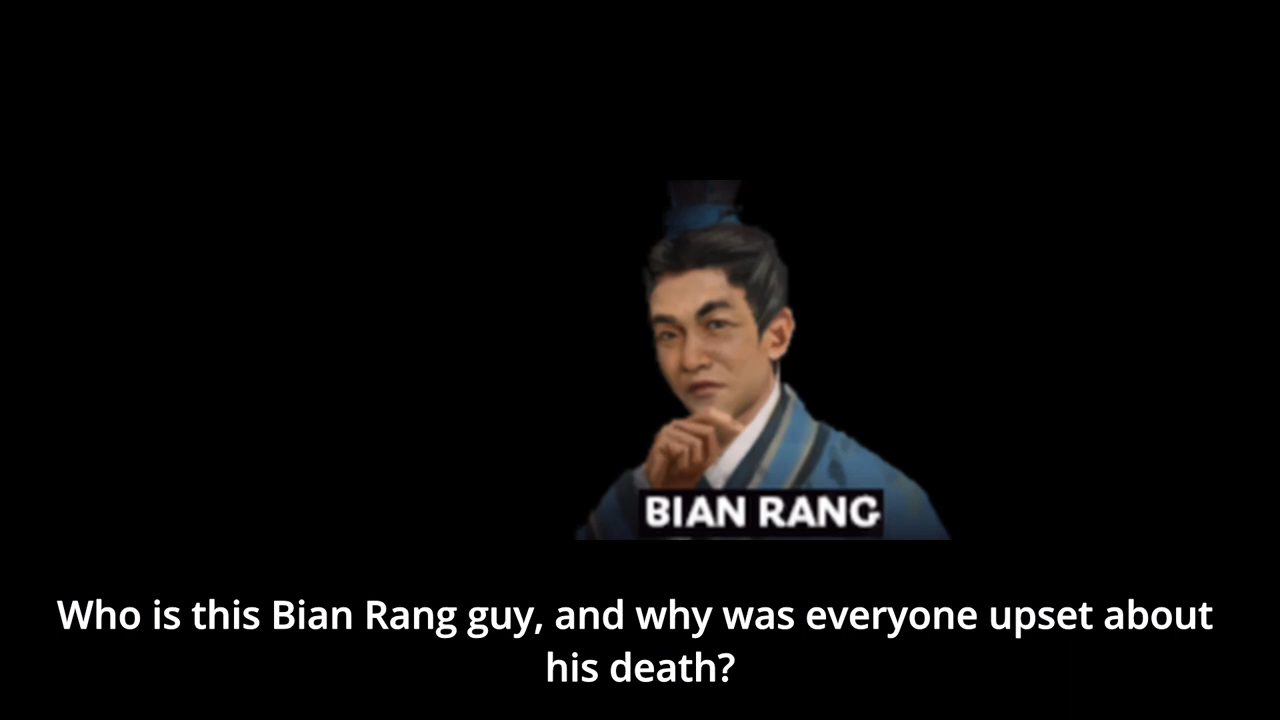 BIAN RANG
Who is this Bian Rang guy, and why was everyone upset about
his death?